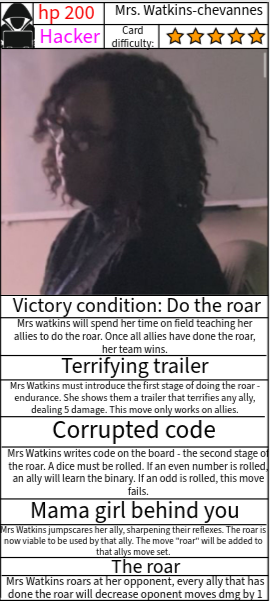 hp 200
Mrs. Watkins-chevannes
Hacker
Card
difficulty:
Victory condition: Do the roar
Mrs watkins will spend her time on field teaching her
allies to do the roar. Once all allies have done the roar,
her team wins.
Terrifying trailer
Mrs Watkins must introduce the first stage of doing the roar -
endurance. She shows them a trailer that terrifies any ally,
dealing 5 damage. This move only works on allies.
Corrupted code
Mrs Watkins writes code on the board - the second stage of
the roar. A dice must be rolled. If an even number is rolled,
an ally will learn the binary. If an odd is rolled, this move
fails.
Mama girl behind you
Mrs Watkins jumpscares her ally, sharpening their reflexes. The roar is
now viable to be used by that ally. The move "roar" will be added to
that allys move set.
The roar
Mrs Watkins roars at her opponent, every ally that has
done the roar will decrease opponent moves dmg by 1